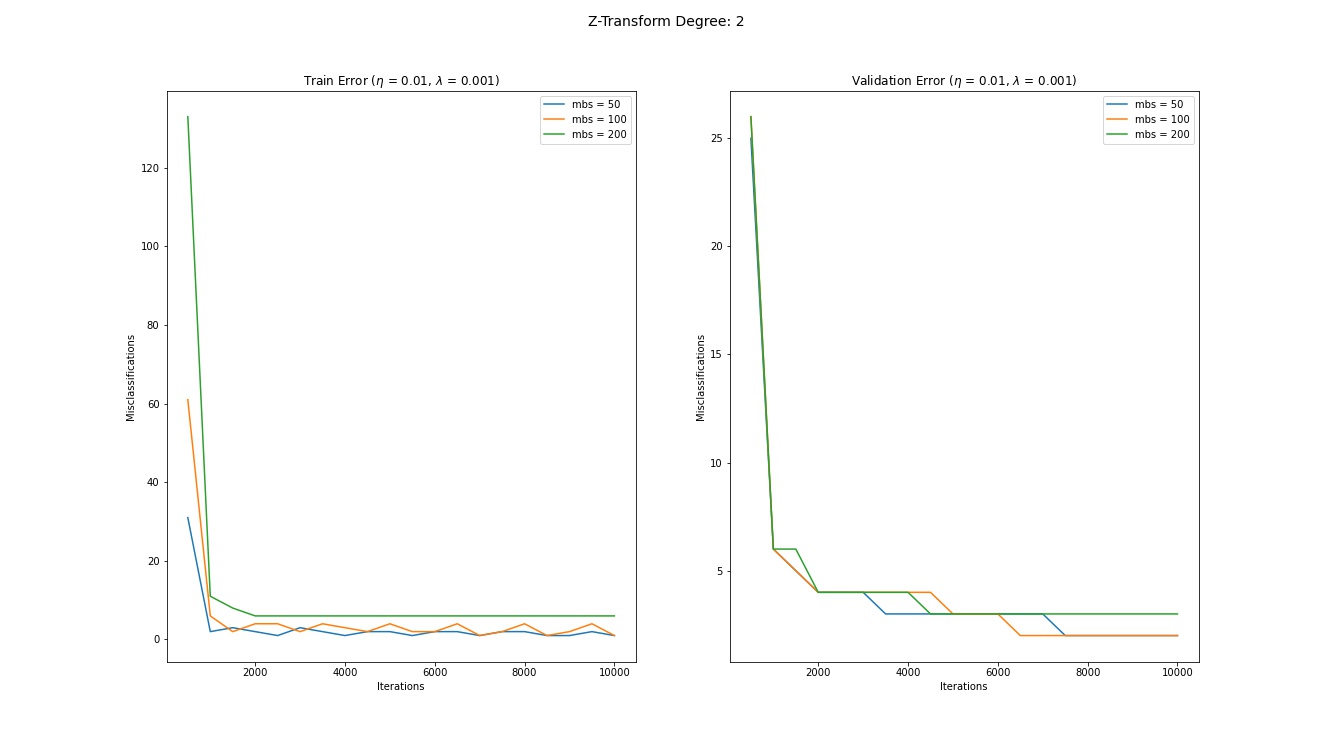 Z-Transform Degree: 2
Train Error (η = 0.01, λ = 0.001)
mbs = 50
mbs = 100
mbs = 200
120
100
80
60
40
20
0
Misclassifications
2000 4000 6000 8000 10000
Iterations
Validation Error (η = 0.01, λ = 0.001)
mbs = 50
mbs = 100
mbs = 200
25
20
15
10
5
Misclassifications
2000 4000 6000 8000 10000
Iterations